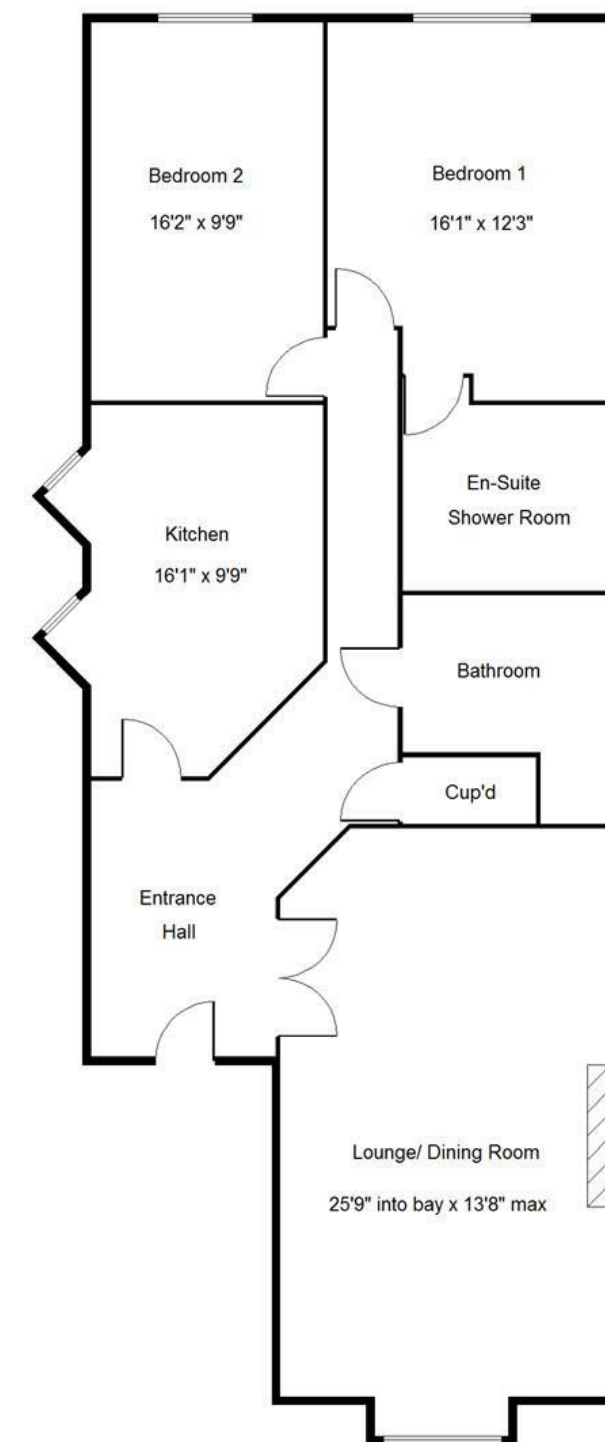 Bedroom 2
16'2" x 9'9"
Bedroom 1
16'1" x 12'3"
En-Suite
Shower Room
Kitchen
16'1" x 9'9"
Bathroom
Cup'd
Entrance
Hall
Lounge/ Dining Room
25'9" into bay x 13'8" max